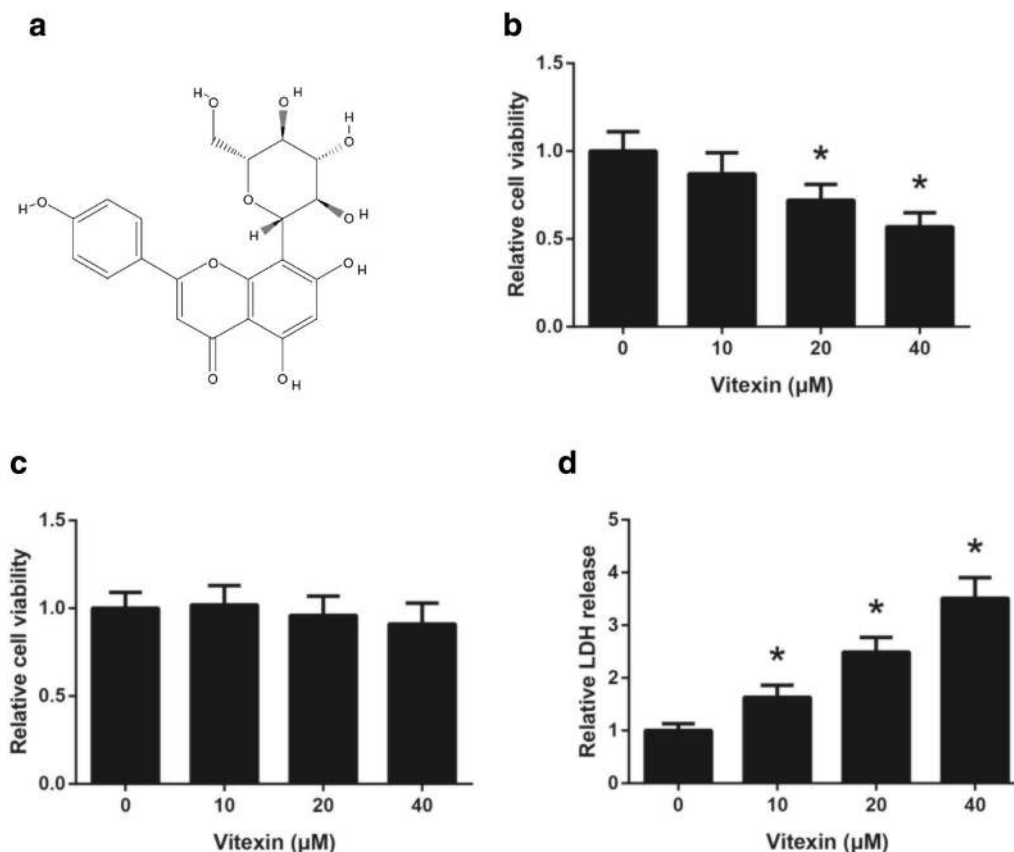 a
H
O
O
H
O
H
H
O
O
O
H
H
HO
O
O
H
O
O
H
b
1.5
1.0
0.5
0.0
Relative cell viability
*
*
0
10
20
40
Vitexin (µM)
c
1.5
1.0
0.5
0.0
Relative cell viability
0
10
20
40
Vitexin (µM)
d
5
4
3
2
1
0
Relative LDH release
*
*
*
0
10
20
40
Vitexin (µM)